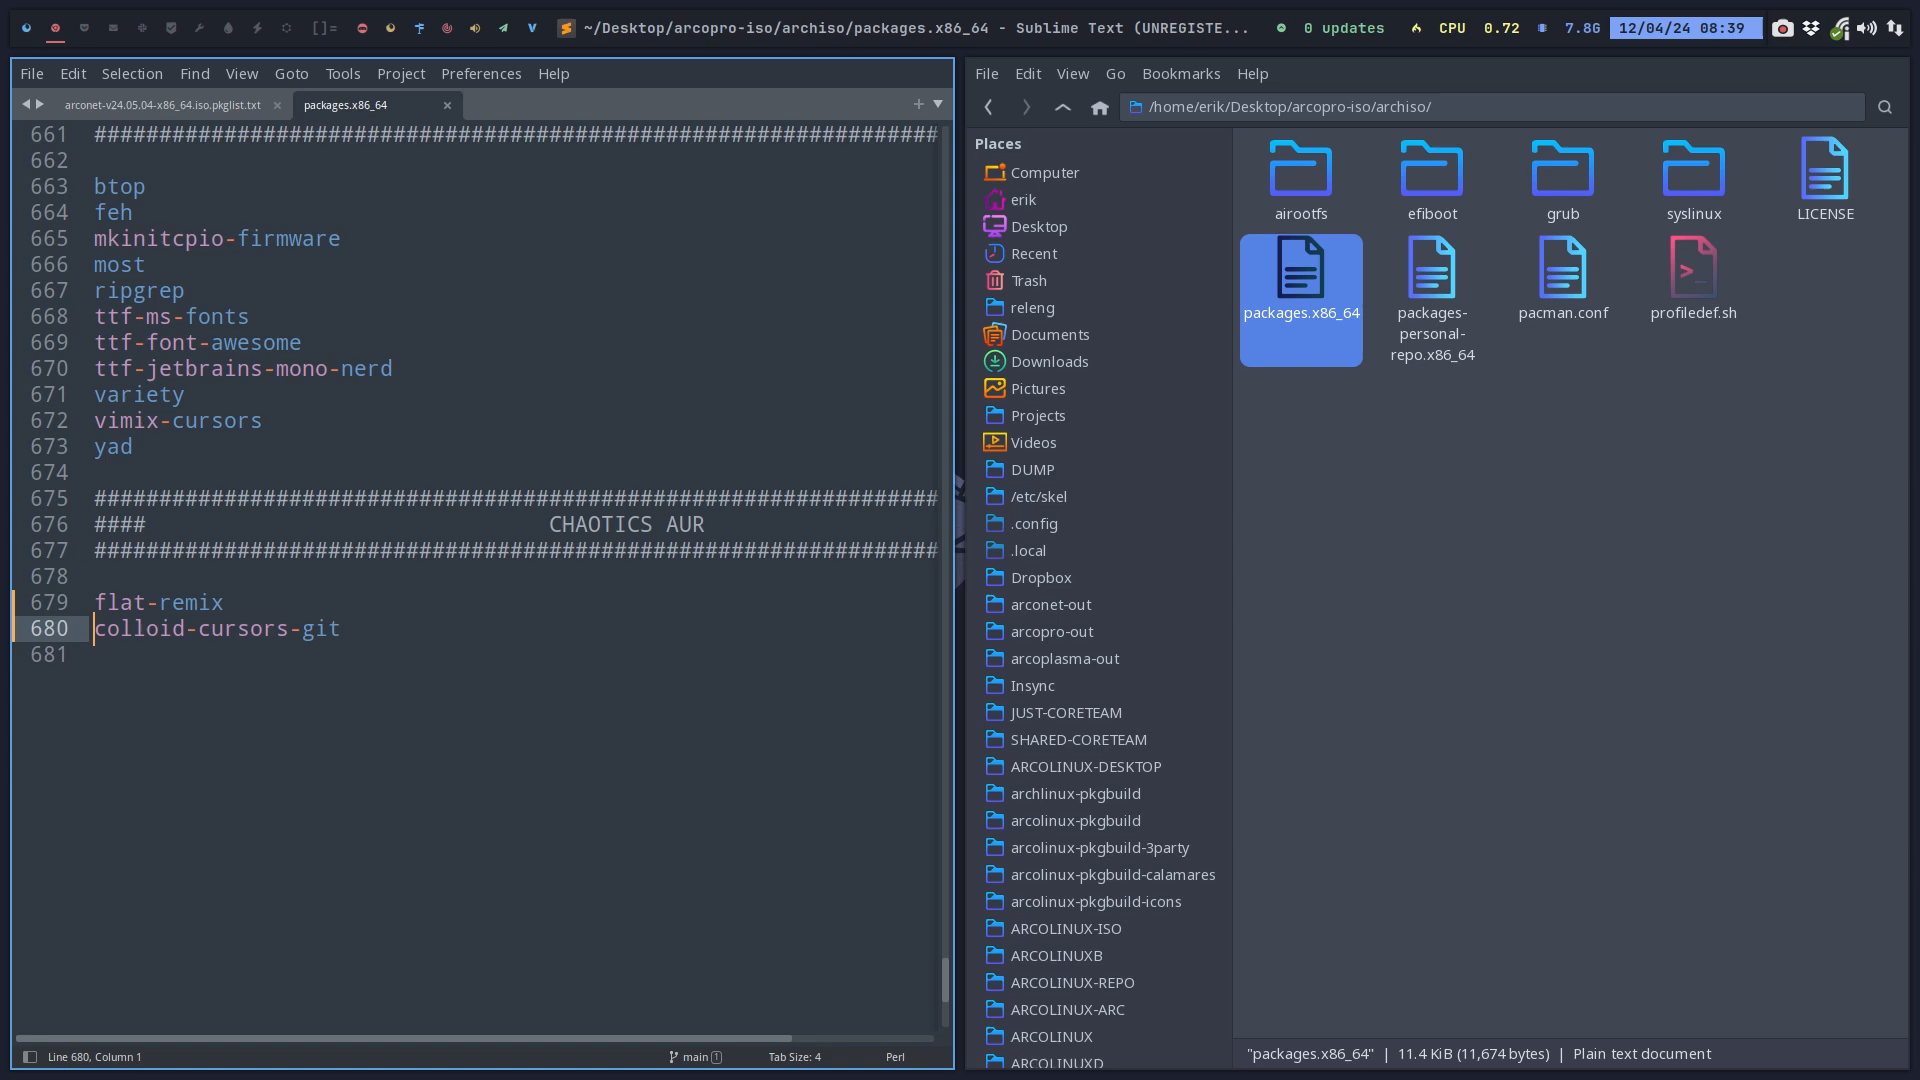 []=
~/Desktop/arcopro-iso/archiso/packages.x86_64 - Sublime Text (UNREGISTE...
0 updates
CPU 0.72
7.8G
12/04/24 08:39
File Edit Selection Find View Goto Tools Project Preferences Help
arconet-v24.05.04-x86_64.iso.pkglist.txt
packages.x86_64
661 #################################################################
662
663 btop
664 feh
665 mkinitcpio-firmware
666 most
667 ripgrep
668 ttf-ms-fonts
669 ttf-font-awesome
670 ttf-jetbrains-mono-nerd
671 variety
672 vimix-cursors
673 yad
674
675 #################################################################
676 #### CHAOTICS AUR
677 #################################################################
678
679 flat-remix
680 colloid-cursors-git
681
Line 680, Column 1
main 1
Tab Size: 4
Perl
File Edit View Go Bookmarks Help
/home/erik/Desktop/arcopro-iso/archiso/
Places
Computer
erik
Desktop
Recent
Trash
releng
Documents
Downloads
Pictures
Projects
Videos
DUMP
/etc/skel
.config
.local
Dropbox
arconet-out
arcopro-out
arcoplasma-out
Insync
JUST-CORETEAM
SHARED-CORETEAM
ARCOLINUX-DESKTOP
archlinux-pkgbuild
arcolinux-pkgbuild
arcolinux-pkgbuild-3party
arcolinux-pkgbuild-calamares
arcolinux-pkgbuild-icons
ARCOLINUX-ISO
ARCOLINUXB
ARCOLINUX-REPO
ARCOLINUX-ARC
ARCOLINUX
ARCOLINUXD
airootfs
efiboot
grub
syslinux
LICENSE
packages.x86_64
packages-
personal-
repo.x86_64
pacman.conf
profiledef.sh
"packages.x86_64" | 11.4 KiB (11,674 bytes) | Plain text document